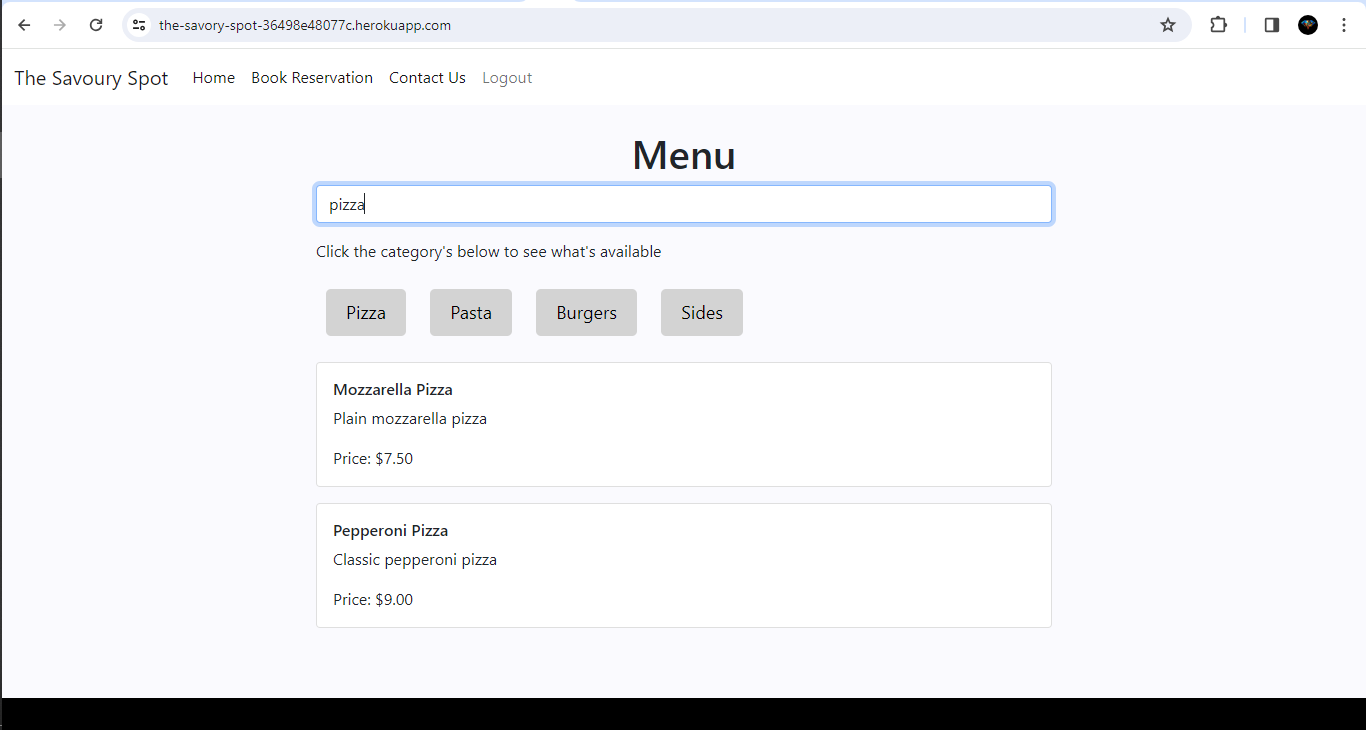 the-savory-spot-36498e48077c.herokuapp.com
The Savoury Spot Home Book Reservation Contact Us Logout
Menu
pizza
Click the category's below to see what's available
Pizza Pasta Burgers Sides
Mozzarella Pizza
Plain mozzarella pizza
Price: $7.50
Pepperoni Pizza
Classic pepperoni pizza
Price: $9.00